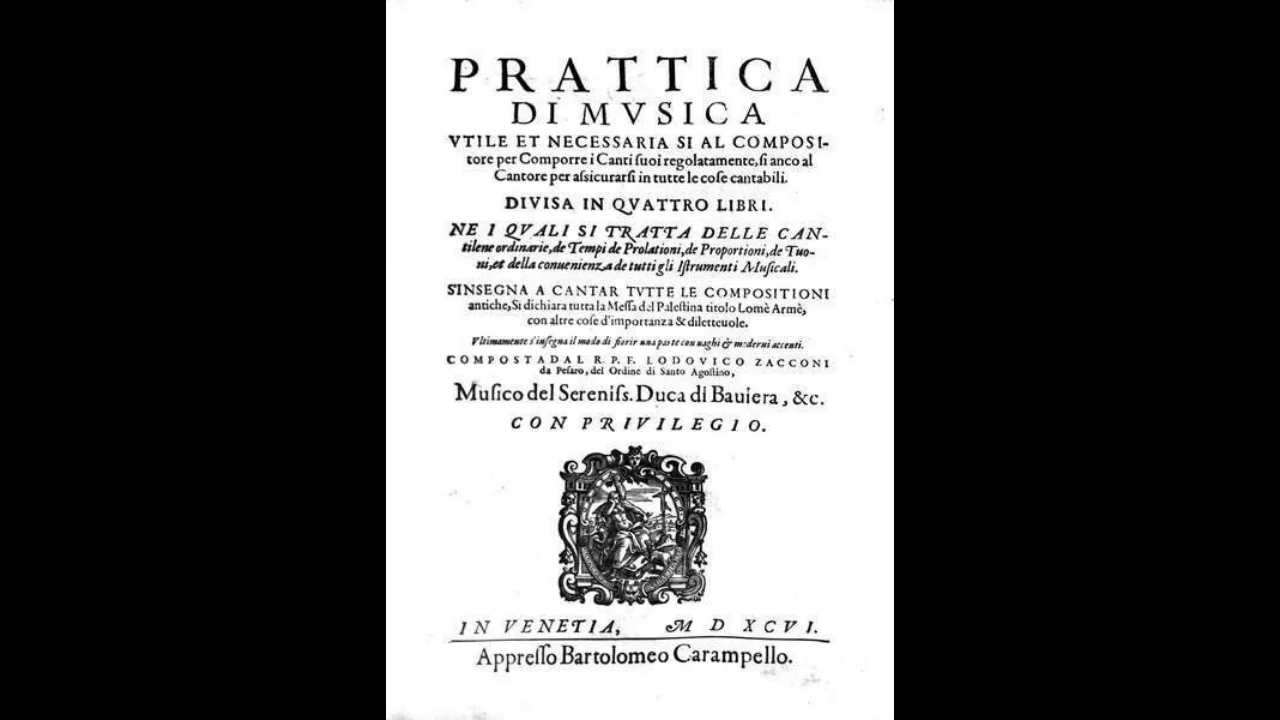 PRATTICA
DI MVSICA
VTILE ET NECESSARIA SI AL COMPOSI-
tore per Comporre i Canti ſuoi regolatamente, ſi anco al
Cantore per aſsicurarſi in tutte le coſe cantabili.
DIVISA IN QVATTRO LIBRI.
NE I QVALI SI TRATTA DELLE CAN-
tilene ordinarie, de Tempi de Prolationi, de Proportioni, de Tuo-
ni, et della conuenienza de tutti gli Iſtrumenti Muſicali.
S'INSEGNA A CANTAR TVTTE LE COMPOSITIONI
antiche, Si dichiara tutta la Meſſa del Paleſtina titolo Lomè Armè,
con altre coſe d'importanza & diletteuole.
Vltimamente s'inſegna il modo di fiorir una parte con uaghi & moderni accenti.
COMPOSTA DAL R. P. F. LODOVICO ZACCONI
da Peſaro, del Ordine di Santo Agoſtino,
Muſico del Sereniſs. Duca di Bauiera, &c.
CON PRIVILEGIO.
IN VENETIA, M D XCVI.
Appreſſo Bartolomeo Carampello.